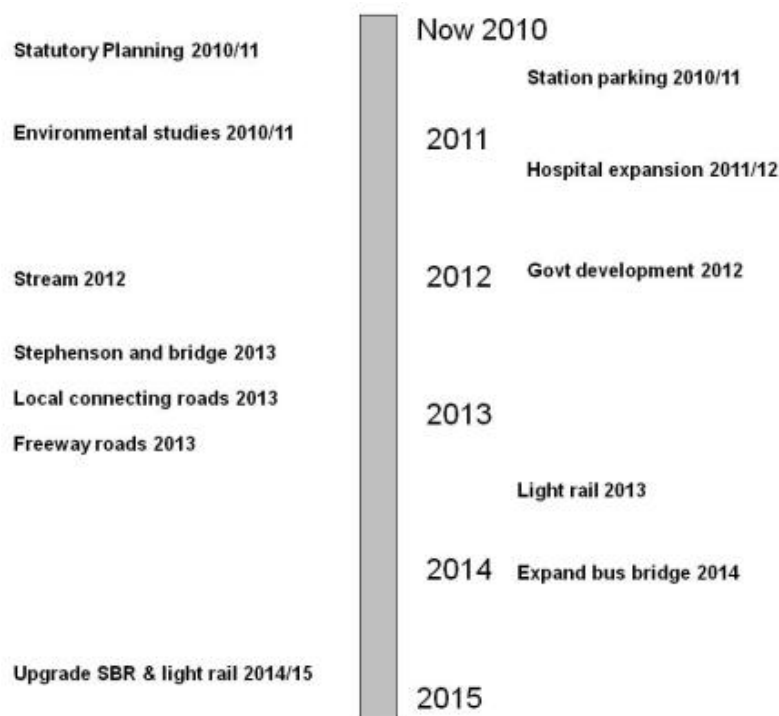 Now 2010
Statutory Planning 2010/11
Station parking 2010/11
Environmental studies 2010/11
2011
Hospital expansion 2011/12
Stream 2012
2012
Govt development 2012
Stephenson and bridge 2013
Local connecting roads 2013
2013
Freeway roads 2013
Light rail 2013
2014
Expand bus bridge 2014
Upgrade SBR & light rail 2014/15
2015